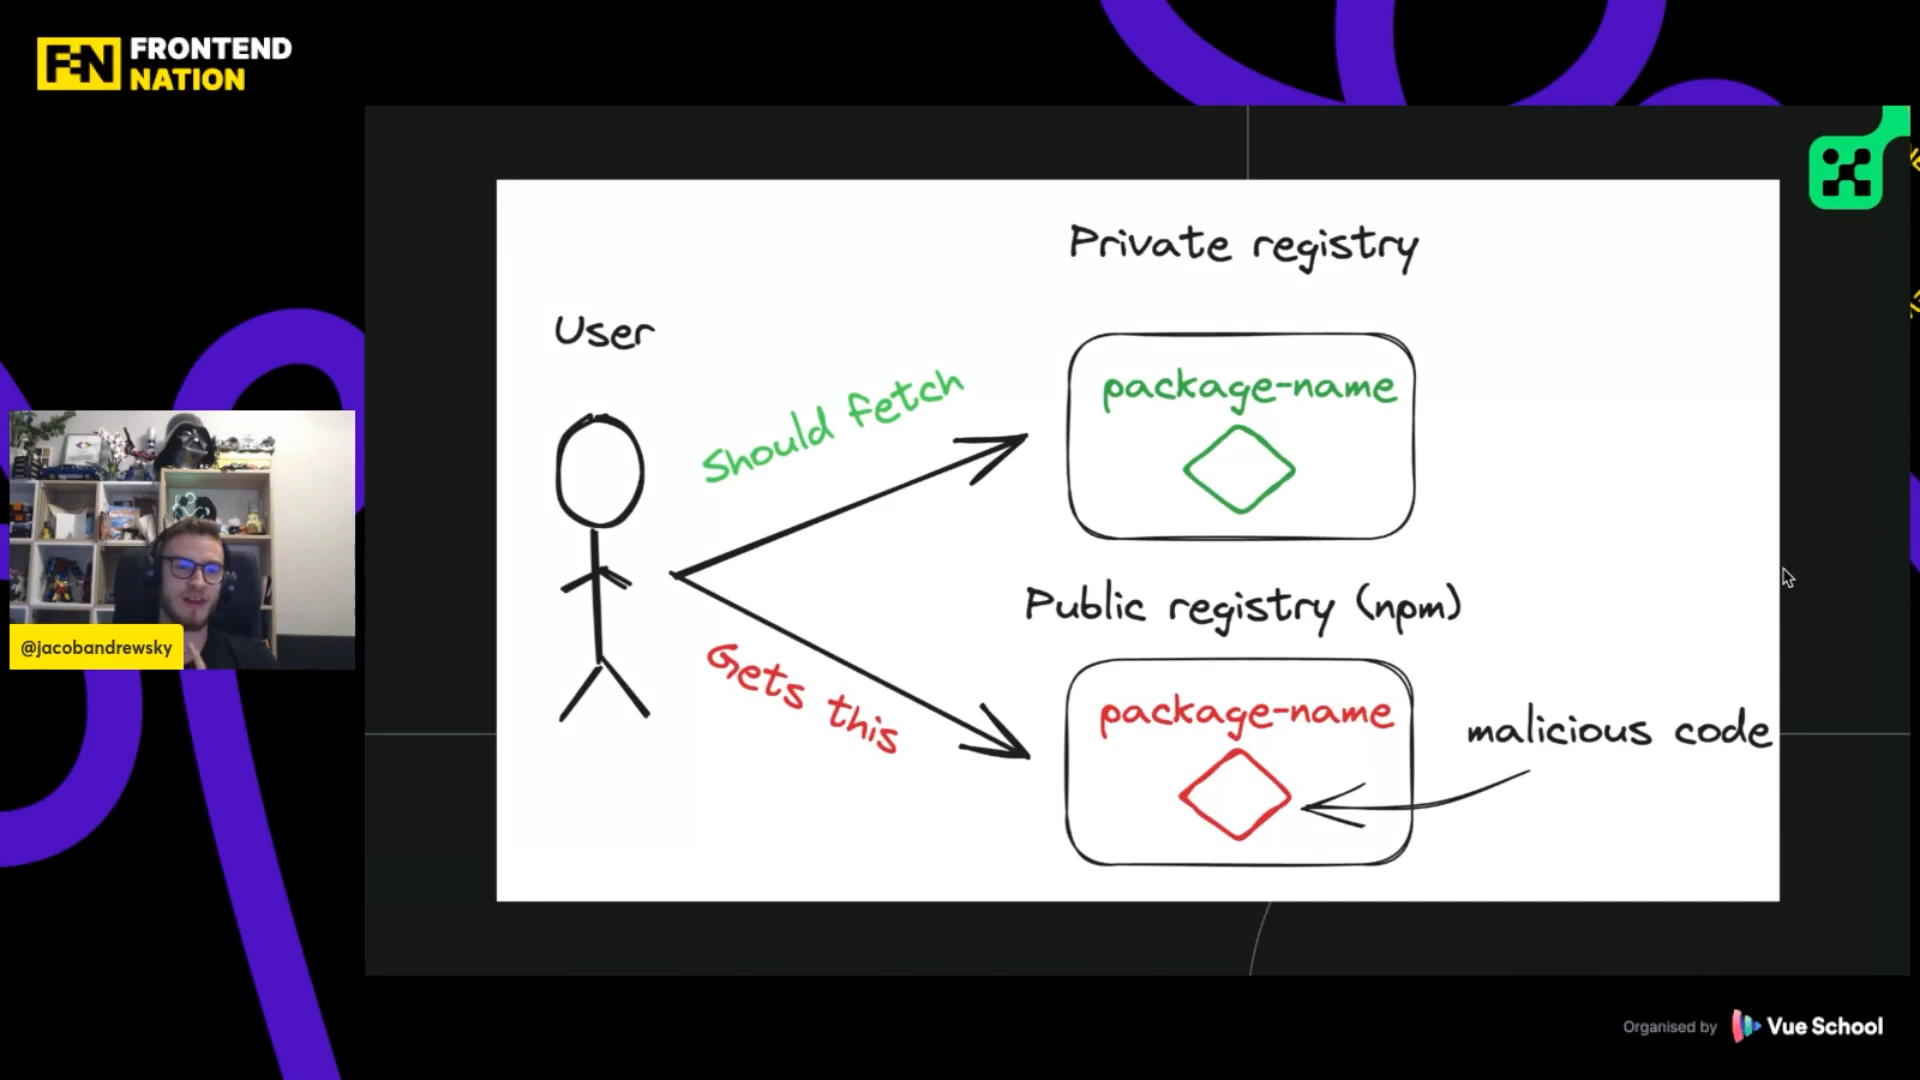 FEN
FRONTEND
NATION
Private registry
User
Should fetch
package-name
Public registry (npm)
Gets this
package-name
malicious code
@jacobandrewsky
Organised by
Vue School